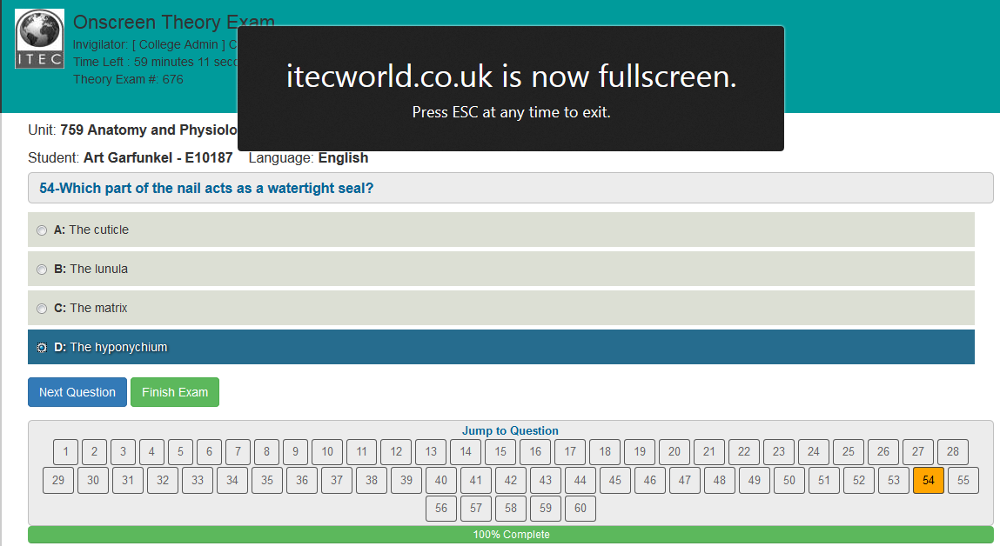 ITEC
Onscreen Theory Exam
Invigilator: [ College Admin ] C
Time Left : 59 minutes 11
Theory Exam #: 676
itecworld.co.uk is now fullscreen.
Press ESC at any time to exit.
Unit: 759 Anatomy and
Student: Art Garfunkel - E10187 Language: English
54-Which part of the nail acts as a watertight seal?
A: The cuticle
B: The lunula
C: The matrix
D: The hyponychium
Next Question Finish Exam
Jump to Question
1 2 3 4 5 6 7 8 9 10 11 12 13 14 15 16 17 18 19 20 21 22 23 24 25 26 27 28
29 30 31 32 33 34 35 36 37 38 39 40 41 42 43 44 45 46 47 48 49 50 51 52 53 54 55
56 57 58 59 60
100% Complete